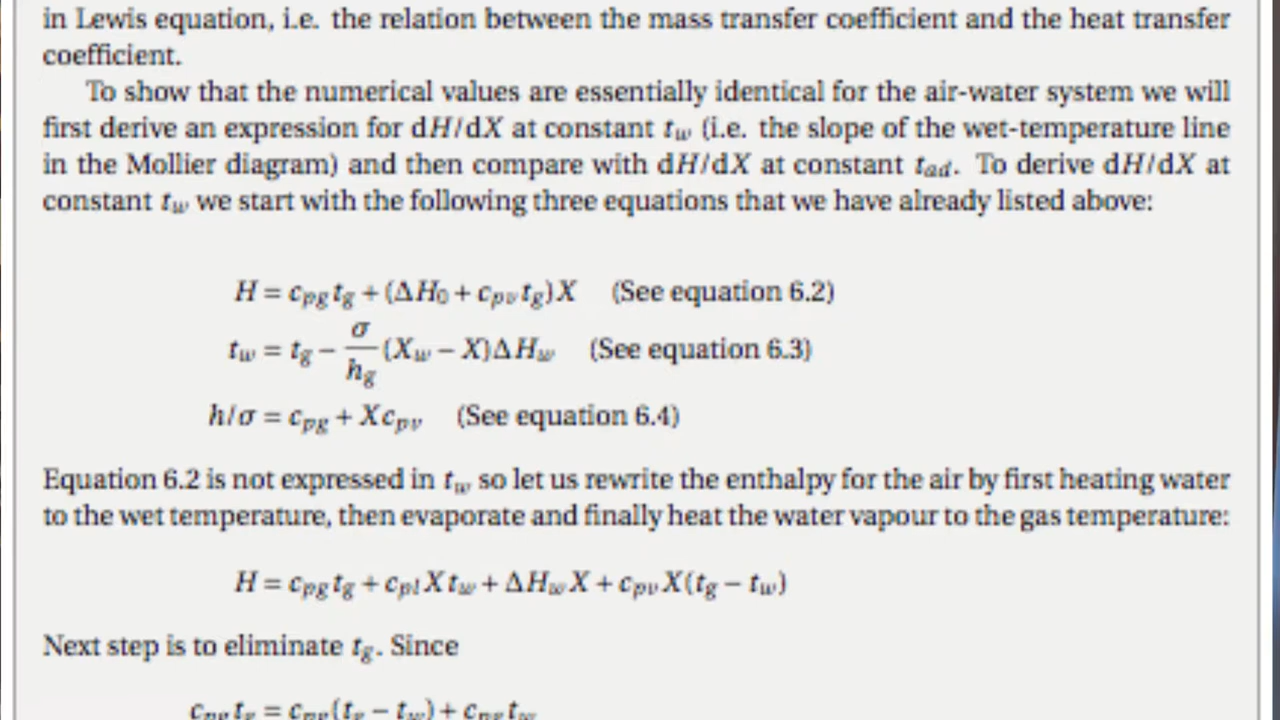 in Lewis equation, i.e. the relation between the mass transfer coefficient and the heat transfer
coefficient.
To show that the numerical values are essentially identical for the air-water system we will
first derive an expression for dH/dX at constant t_w (i.e. the slope of the wet-temperature line
in the Mollier diagram) and then compare with dH/dX at constant t_ad. To derive dH/dX at
constant t_w we start with the following three equations that we have already listed above:
H = c_pg t_g + (ΔH_0 + c_pv t_g)X (See equation 6.2)
t_w = t_g − σ/h_g (X_w − X)ΔH_w (See equation 6.3)
h/σ = c_pg + Xc_pv (See equation 6.4)
Equation 6.2 is not expressed in t_w so let us rewrite the enthalpy for the air by first heating water
to the wet temperature, then evaporate and finally heat the water vapour to the gas temperature:
H = c_pg t_g + c_pl X t_w + ΔH_w X + c_pv X(t_g − t_w)
Next step is to eliminate t_g. Since
c_pg t_g = c_pg(t_g − t_w) + c_pg t_w